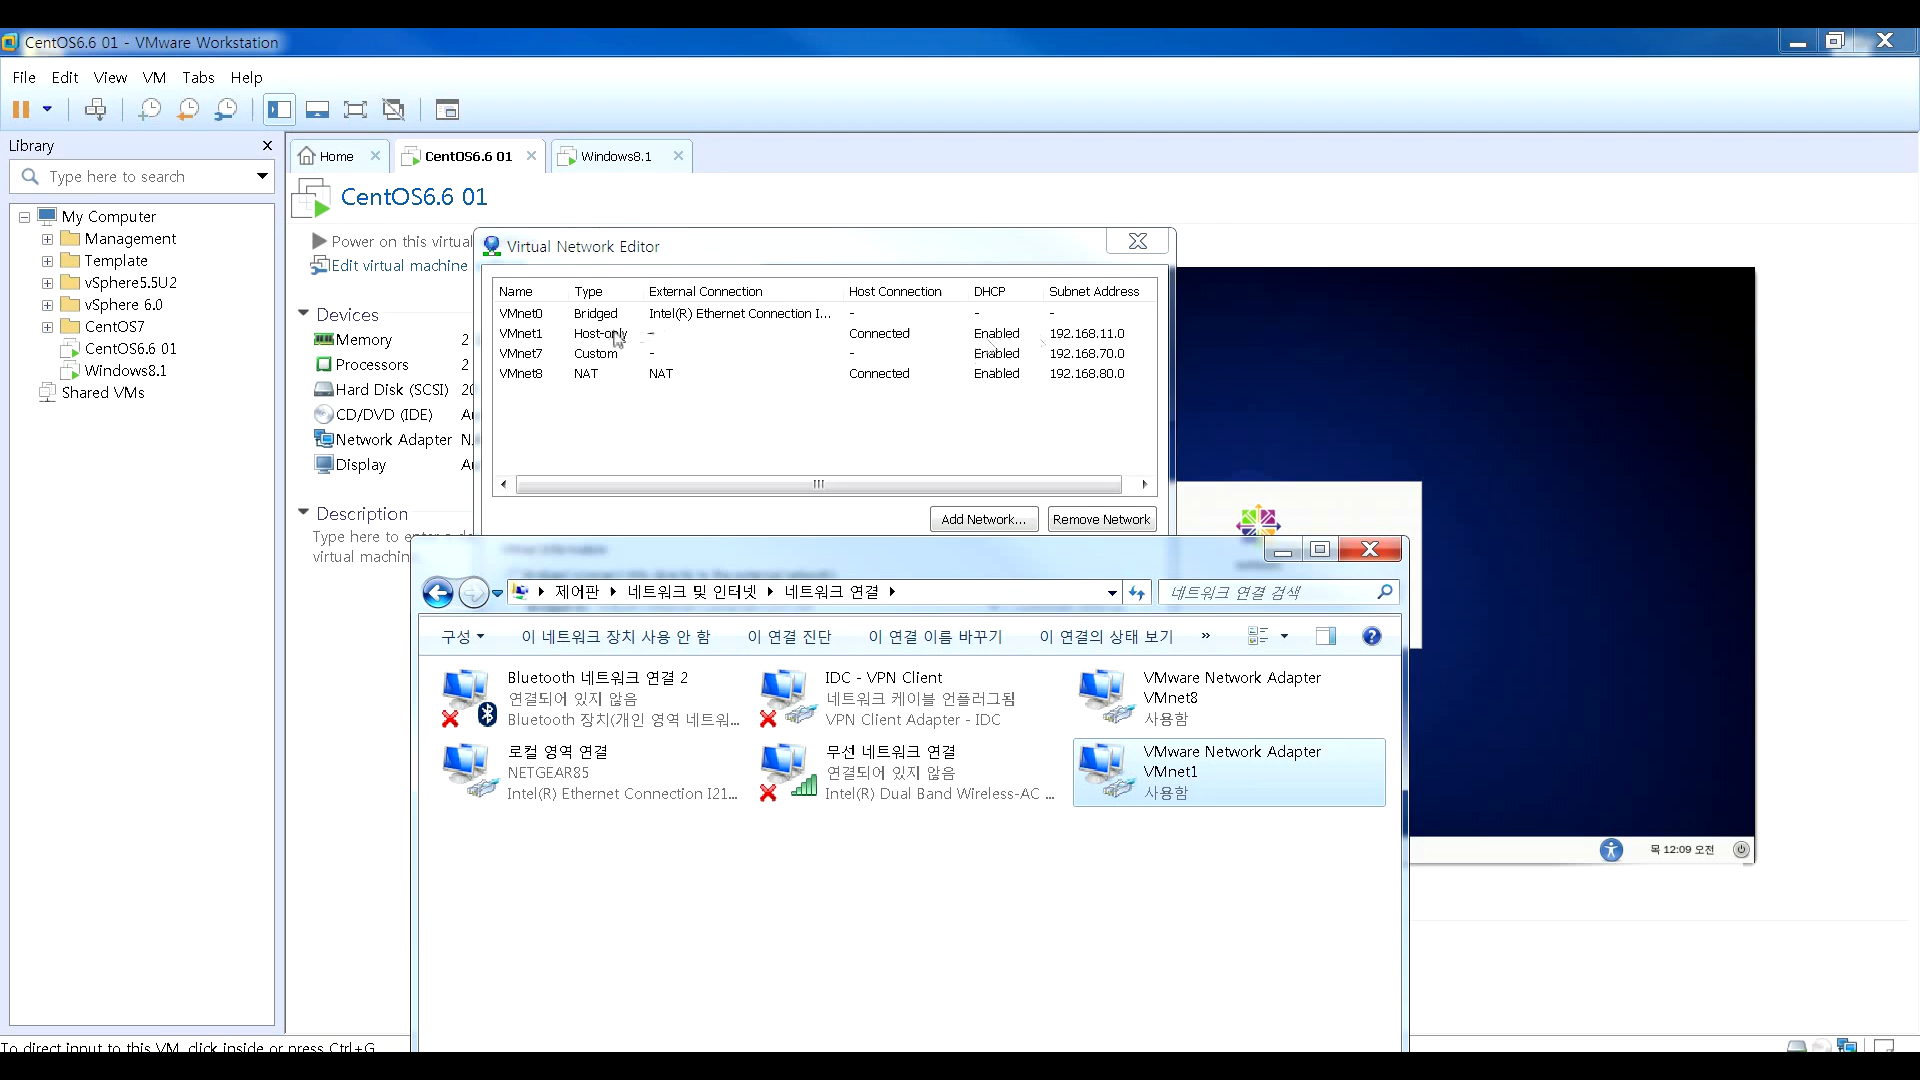 CentOS6.6 01 - VMware Workstation
File Edit View VM Tabs Help
Library
Type here to search
My Computer
Management
Template
vSphere5.5U2
vSphere 6.0
CentOS7
CentOS6.6 01
Windows8.1
Shared VMs
Home CentOS6.6 01 Windows8.1
CentOS6.6 01
Power on this virtual
Edit virtual machine
Devices
Memory 2
Processors 2
Hard Disk (SCSI) 20
CD/DVD (IDE)
Network Adapter
Display
Description
Type here to
virtual machin
Virtual Network Editor
Name Type External Connection Host Connection DHCP Subnet Address
VMnet0 Bridged Intel(R) Ethernet Connection I... - - -
VMnet1 Host-only - Connected Enabled 192.168.11.0
VMnet7 Custom - - Enabled 192.168.70.0
VMnet8 NAT NAT Connected Enabled 192.168.80.0
Add Network... Remove Network
제어판 네트워크 및 인터넷 네트워크 연결
네트워크 연결 검색
구성 이 네트워크 장치 사용 안 함 이 연결 진단 이 연결 이름 바꾸기 이 연결의 상태 보기 »
Bluetooth 네트워크 연결 2
연결되어 있지 않음
Bluetooth 장치(개인 영역 네트워...
IDC - VPN Client
네트워크 케이블 언플러그됨
VPN Client Adapter - IDC
VMware Network Adapter
VMnet8
사용함
로컬 영역 연결
NETGEAR85
Intel(R) Ethernet Connection I21...
무선 네트워크 연결
연결되어 있지 않음
Intel(R) Dual Band Wireless-AC ...
VMware Network Adapter
VMnet1
사용함
목 12:09 오전
To direct input to this VM, click inside or press Ctrl+G.